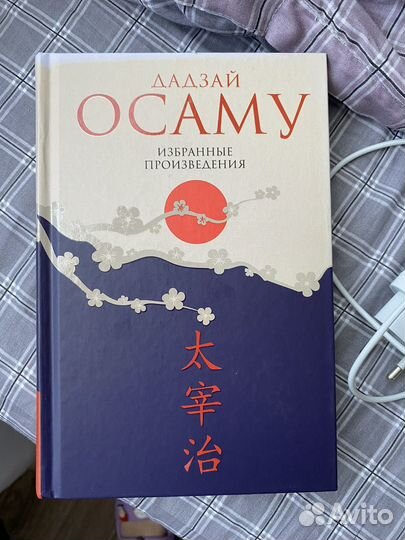 ДАДЗАЙ
ОСАМУ
ИЗБРАННЫЕ
ПРОИЗВЕДЕНИЯ
太宰治
Avito